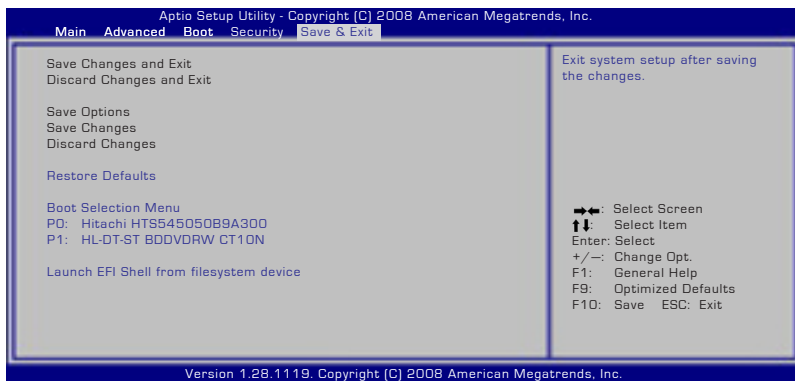 Aptio Setup Utility - Copyright (C) 2008 American Megatrends, Inc.
Main Advanced Boot Security Save & Exit
Save Changes and Exit
Discard Changes and Exit
Save Options
Save Changes
Discard Changes
Restore Defaults
Boot Selection Menu
P0: Hitachi HTS545050B9A300
P1: HL-DT-ST BDDVDRW CT10N
Launch EFI Shell from filesystem device
Exit system setup after saving
the changes.
→←: Select Screen
↑↓: Select Item
Enter: Select
+/—: Change Opt.
F1: General Help
F9: Optimized Defaults
F10: Save ESC: Exit
Version 1.28.1119. Copyright (C) 2008 American Megatrends, Inc.